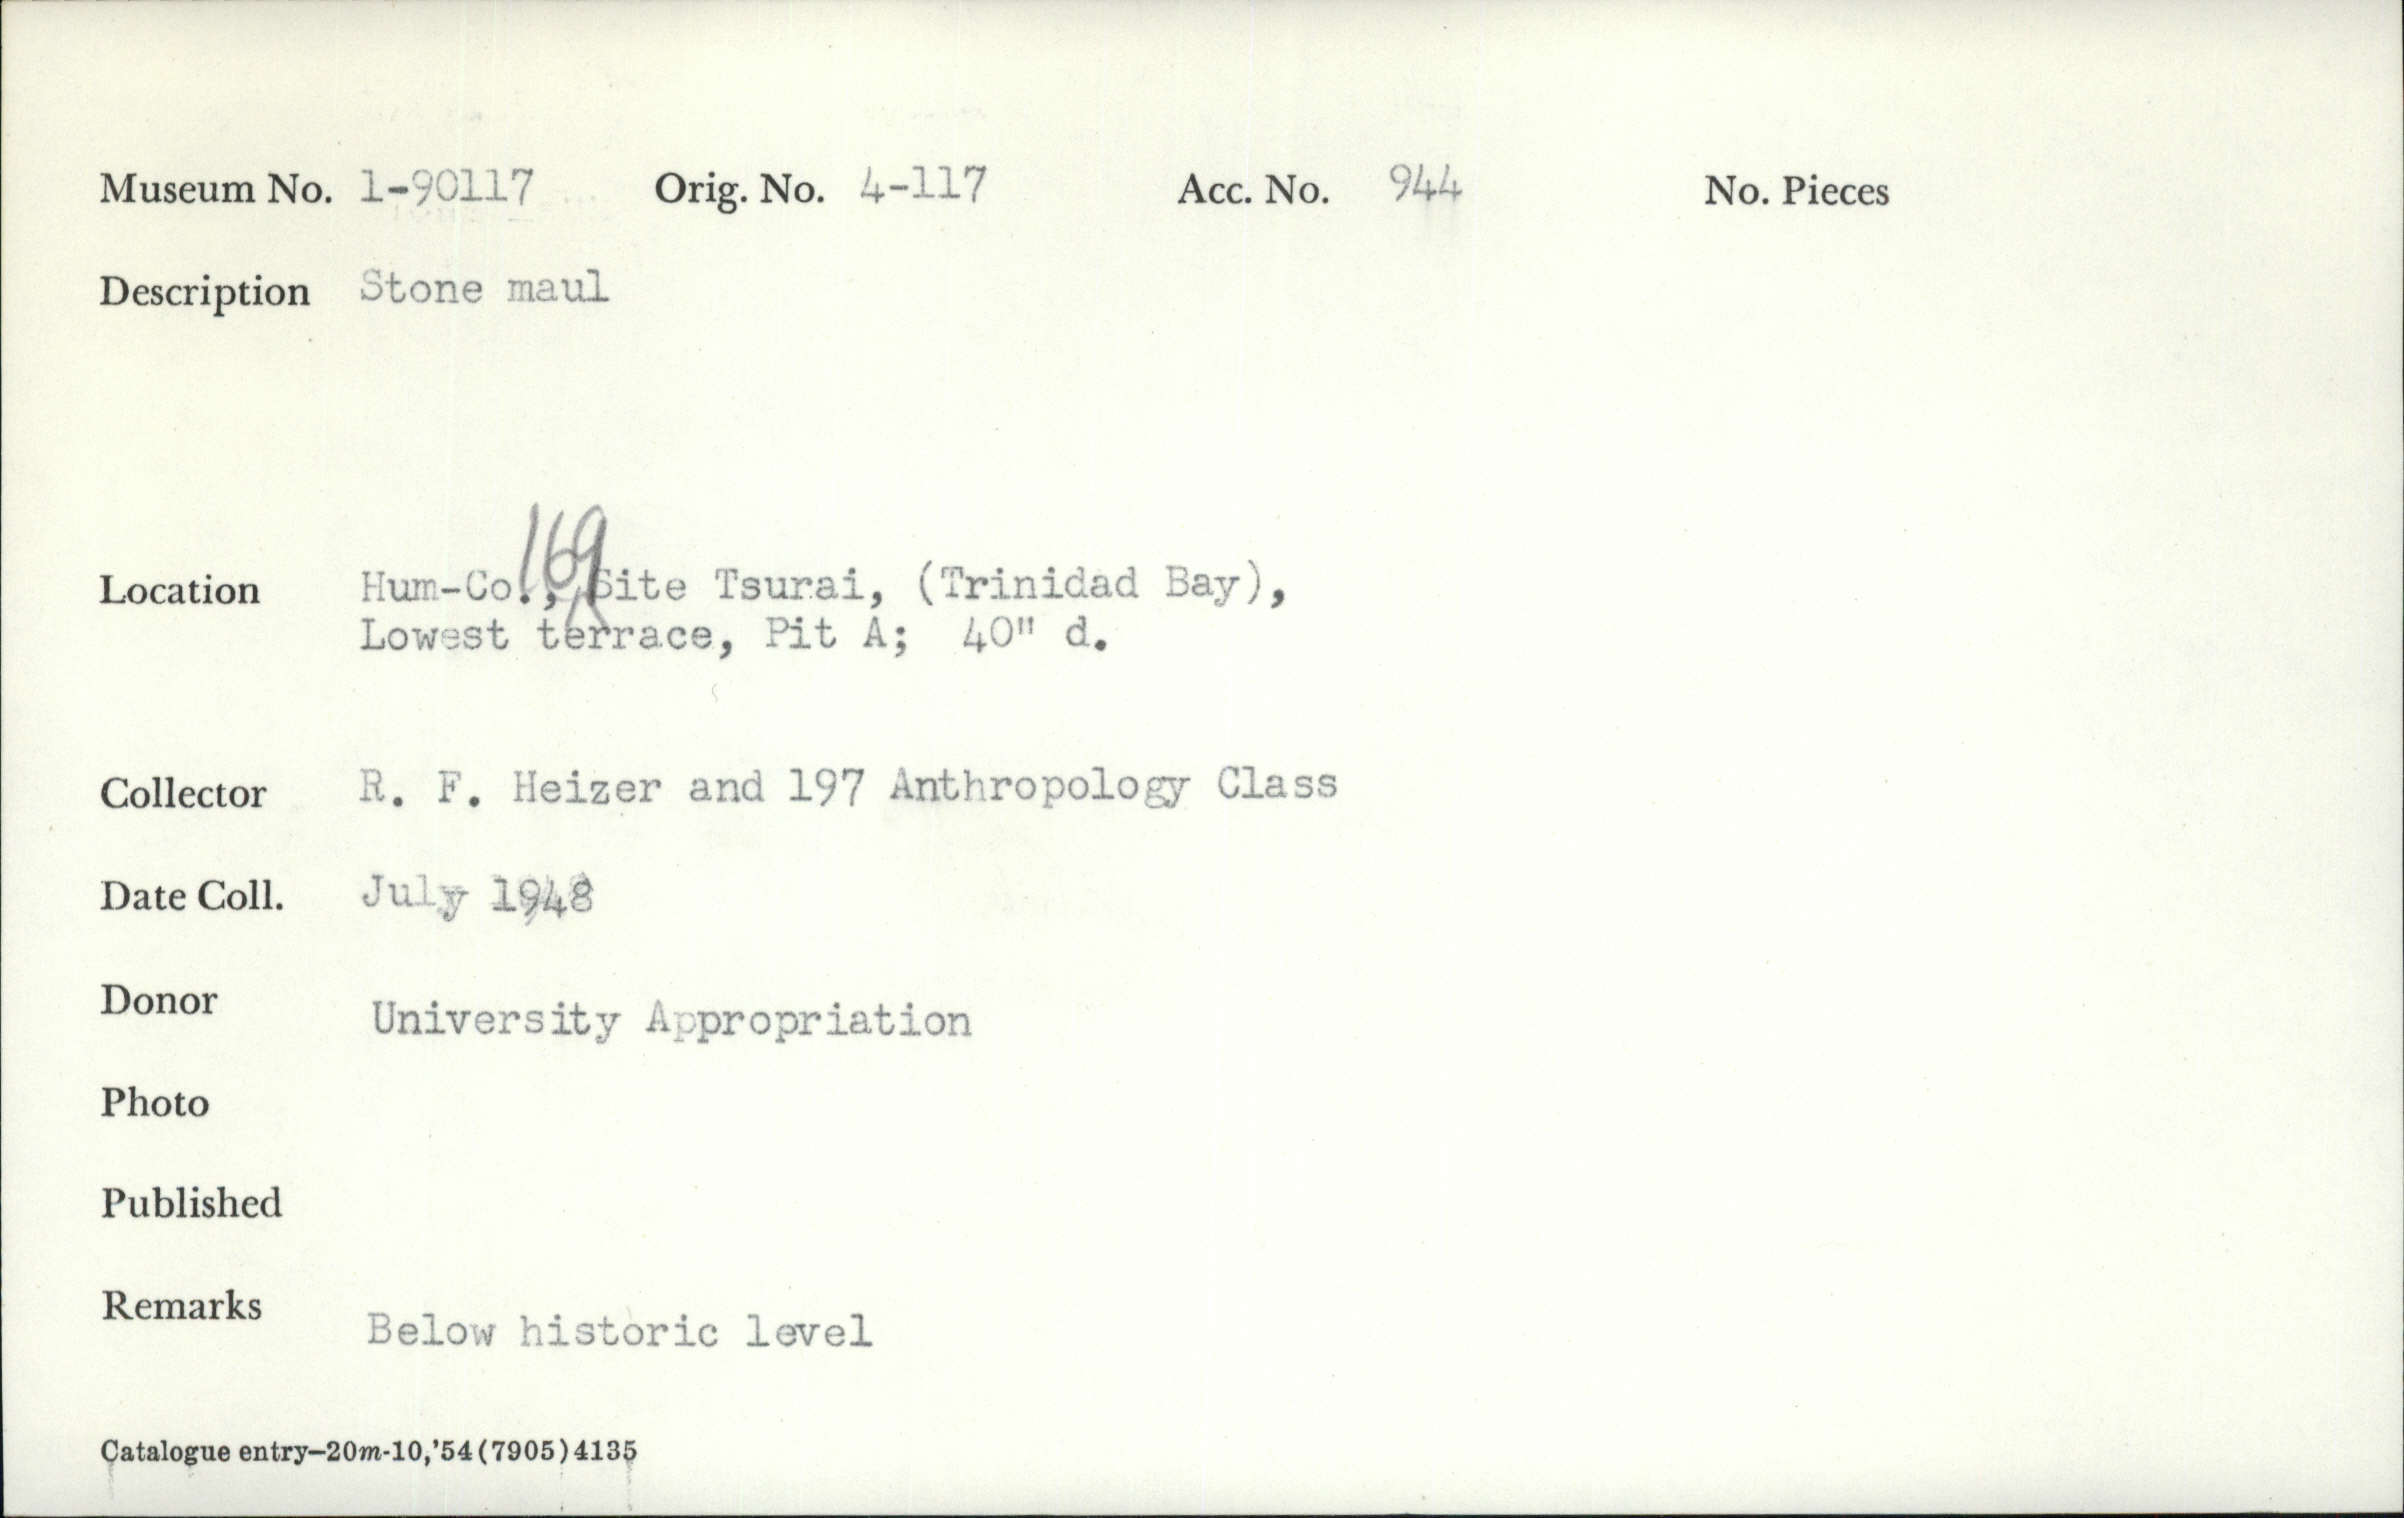 Museum No. 1-90117 Orig. No. 4-117 Acc. No. 944 No. Pieces
Description Stone maul
169
Location Hum-Co., Site Tsurai, (Trinidad Bay),
Lowest terrace, Pit A; 40" d.
Collector R. F. Heizer and 197 Anthropology Class
Date Coll. July 1948
Donor University Appropriation
Photo
Published
Remarks Below historic level
Catalogue entry—20m-10,'54(7905)4135